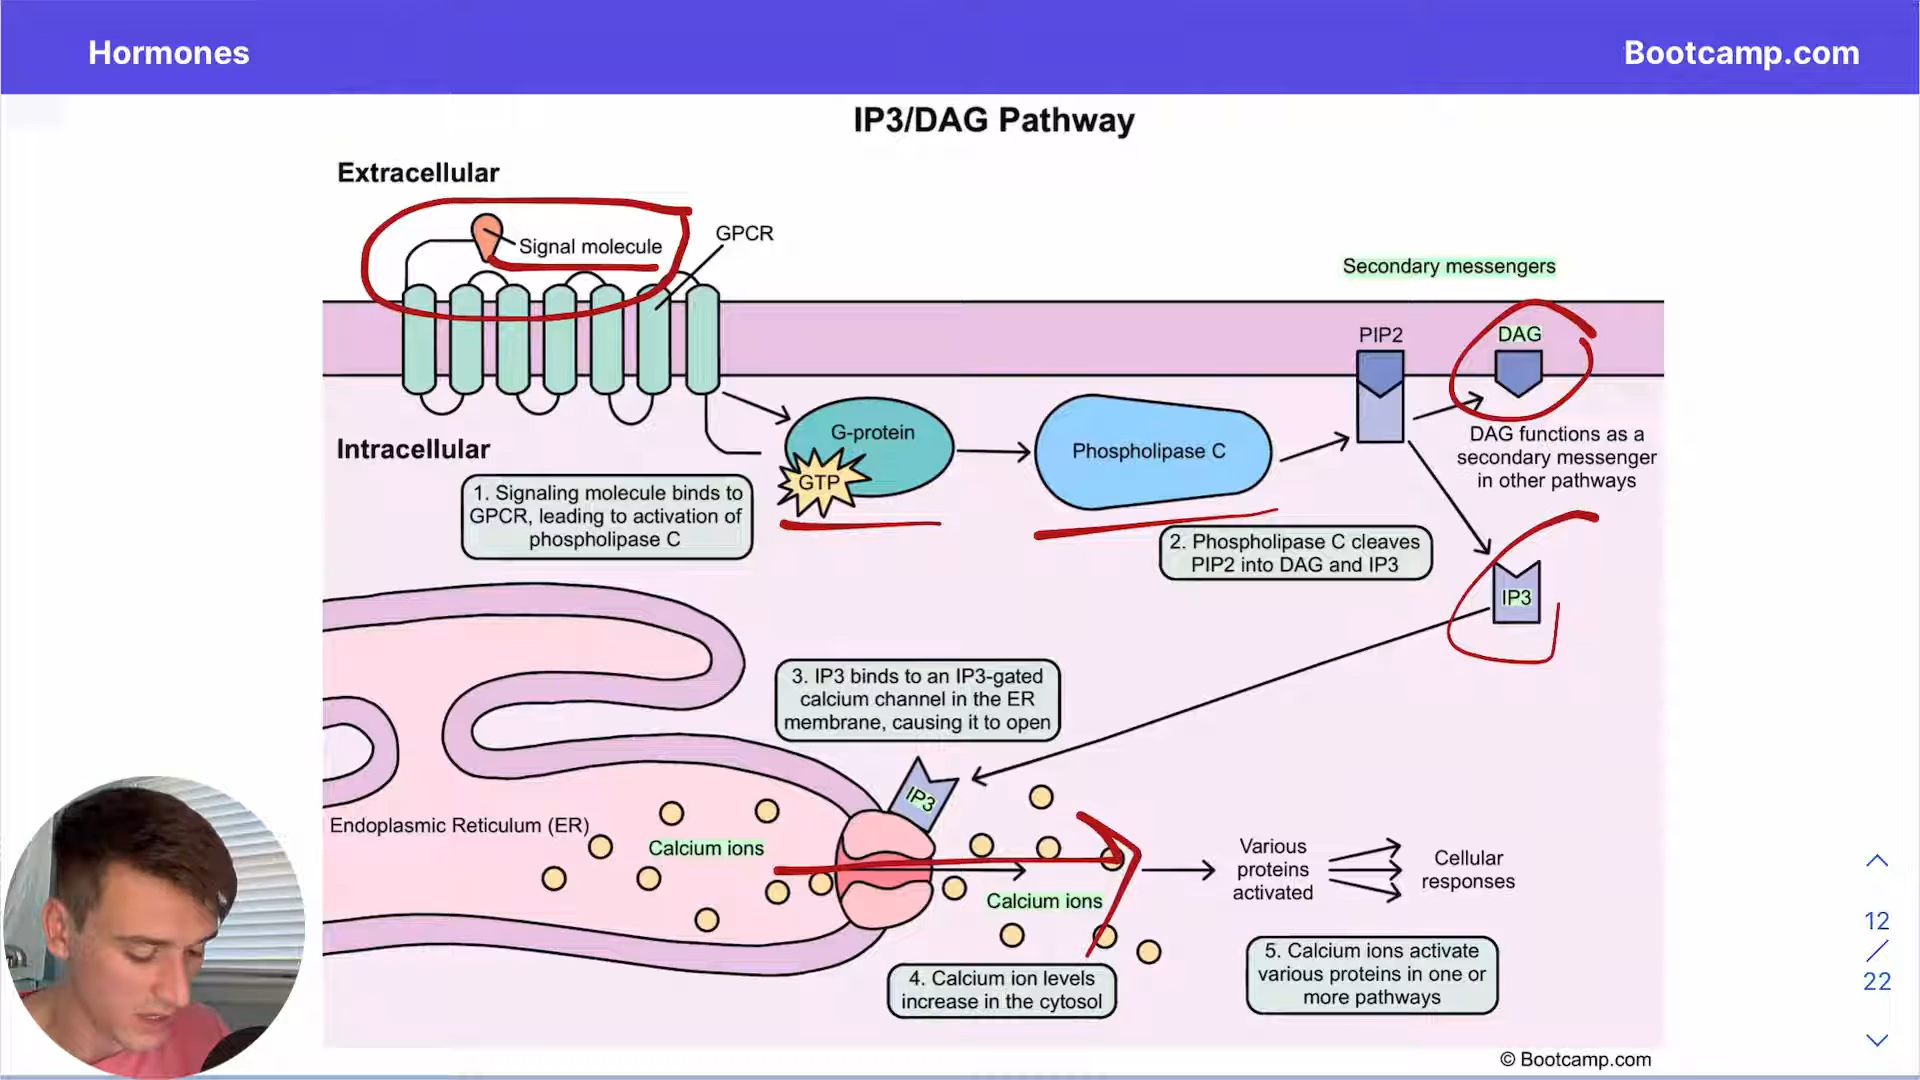 Hormones
Bootcamp.com
IP3/DAG Pathway
Extracellular
Signal molecule
GPCR
Secondary messengers
PIP2
DAG
DAG functions as a
secondary messenger
in other pathways
Intracellular
G-protein
GTP
Phospholipase C
1. Signaling molecule binds to
GPCR, leading to activation of
phospholipase C
2. Phospholipase C cleaves
PIP2 into DAG and IP3
IP3
3. IP3 binds to an IP3-gated
calcium channel in the ER
membrane, causing it to open
IP3
Endoplasmic Reticulum (ER)
Calcium ions
Calcium ions
Various
proteins
activated
Cellular
responses
4. Calcium ion levels
increase in the cytosol
5. Calcium ions activate
various proteins in one or
more pathways
12
/
22
© Bootcamp.com